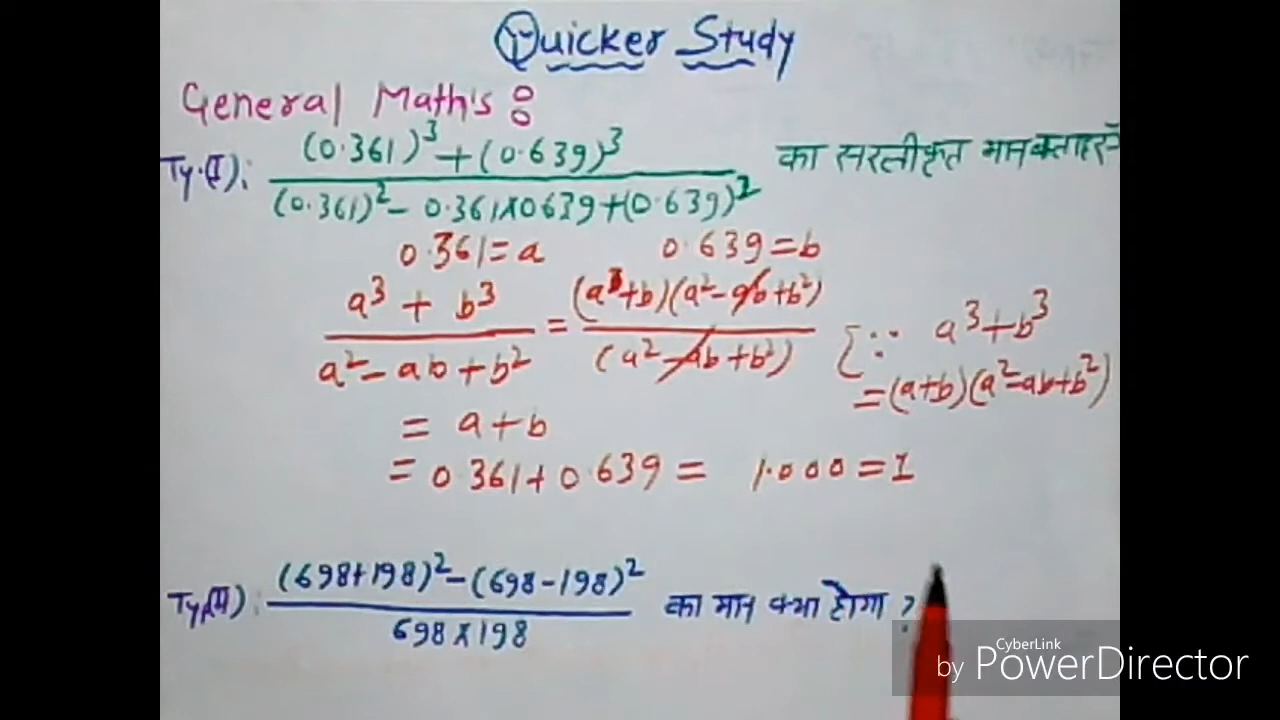 Quicker Study
General Math's :
Ty.(I): (0.361)³ + (0.639)³ का सरलीकृत मान
(0.361)² - 0.361×0.639+(0.639)²
0.361=a 0.639=b
a³ + b³ = (a³+b)(a²-ab+b²) {∵ a³+b³
a²-ab+b² (a²-ab+b²) =(a+b)(a²-ab+b²)
= a+b
= 0.361+0.639 = 1.000 = 1
Ty.(II): (698+198)²-(698-198)² का मान क्या होगा ?
698×198
CyberLink
by PowerDirector